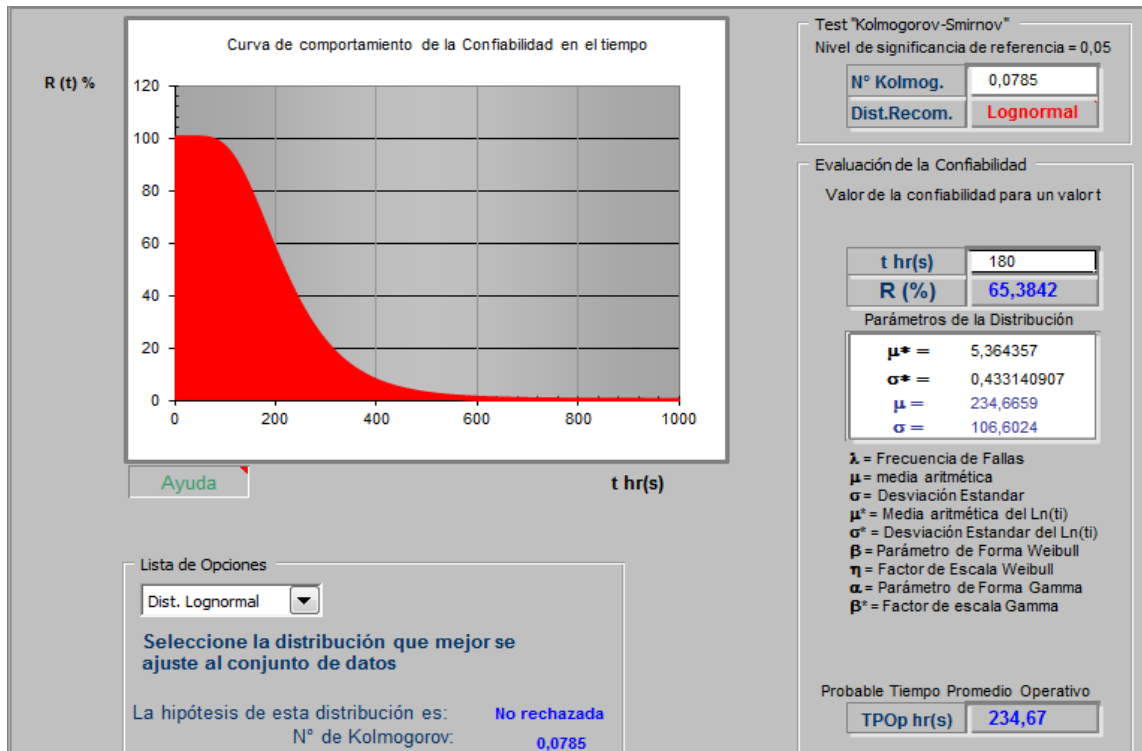 Curva de comportamiento de la Confiabilidad en el tiempo
R (t) %
120
100
80
60
40
20
0
0 200 400 600 800 1000
Ayuda
t hr(s)
Lista de Opciones
Dist. Lognormal
Seleccione la distribución que mejor se
ajuste al conjunto de datos
La hipótesis de esta distribución es: No rechazada
N° de Kolmogorov: 0,0785
Test "Kolmogorov-Smirnov"
Nivel de significancia de referencia = 0,05
N° Kolmog. 0,0785
Dist.Recom. Lognormal
Evaluación de la Confiabilidad
Valor de la confiabilidad para un valor t
t hr(s) 180
R (%) 65,3842
Parámetros de la Distribución
μ* = 5,364357
σ* = 0,433140907
μ = 234,6659
σ = 106,6024
λ = Frecuencia de Fallas
μ = media aritmética
σ = Desviación Estandar
μ* = Media aritmética del Ln(ti)
σ* = Desviación Estandar del Ln(ti)
β = Parámetro de Forma Weibull
η = Factor de Escala Weibull
α = Parámetro de Forma Gamma
β* = Factor de escala Gamma
Probable Tiempo Promedio Operativo
TPOp hr(s) 234,67